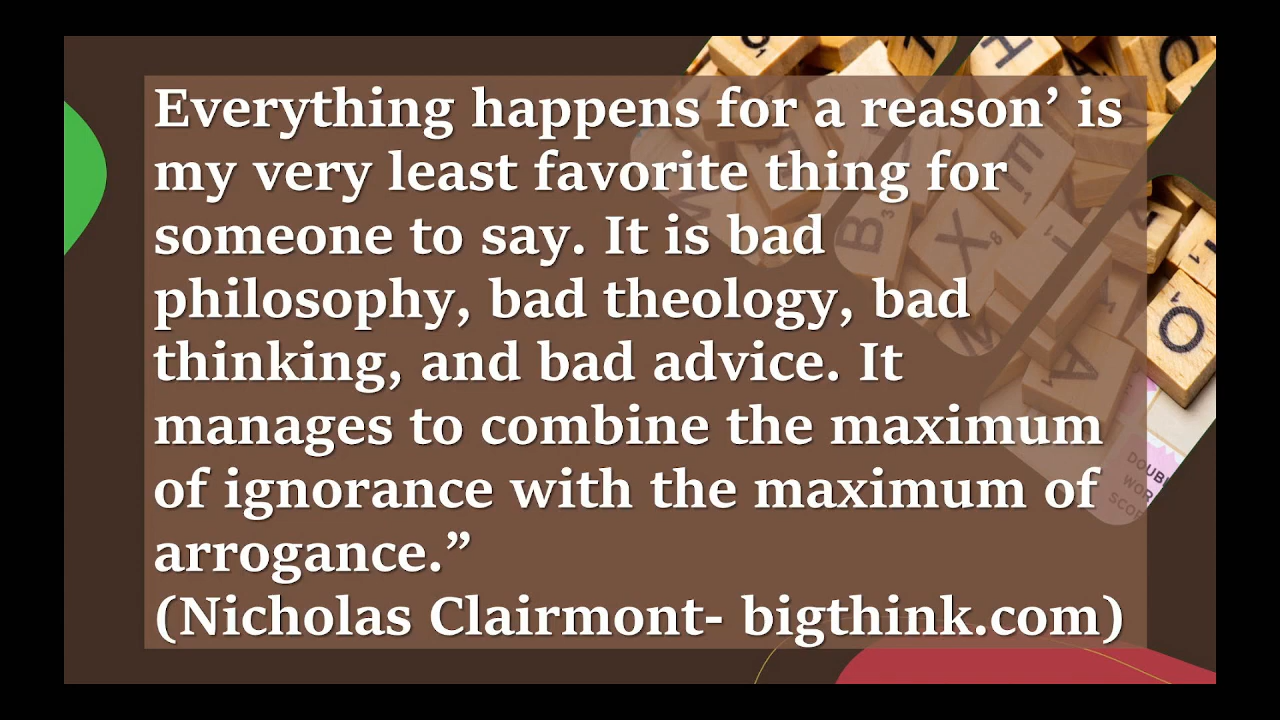 Everything happens for a reason’ is
my very least favorite thing for
someone to say. It is bad
philosophy, bad theology, bad
thinking, and bad advice. It
manages to combine the maximum
of ignorance with the maximum of
arrogance.”
(Nicholas Clairmont- bigthink.com)